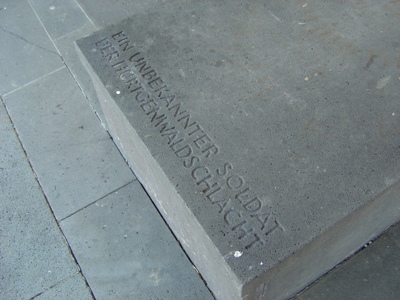 EIN UNBEKANNTER SOLDAT
DER HÜRTGENWALDSCHLACHT